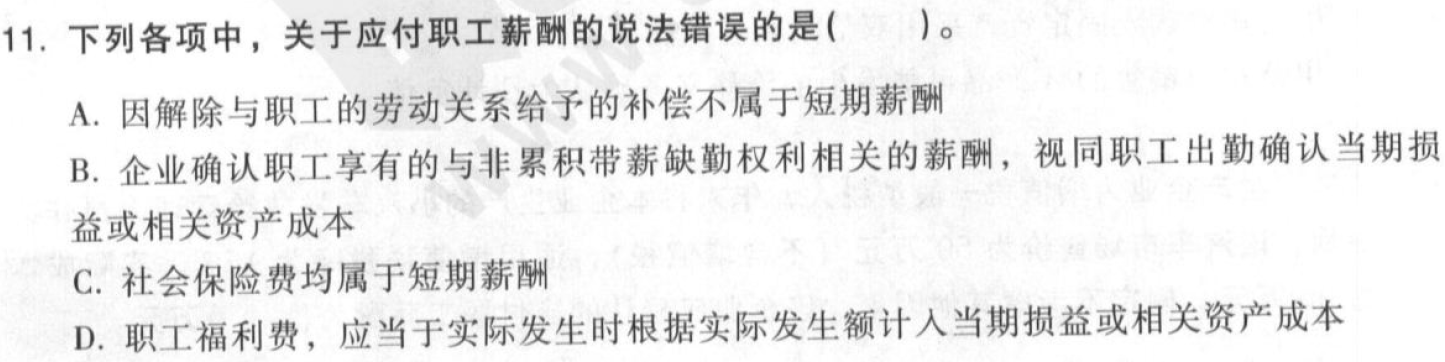 11. 下列各项中，关于应付职工薪酬的说法错误的是(　　)。
A. 因解除与职工的劳动关系给予的补偿不属于短期薪酬
B. 企业确认职工享有的与非累积带薪缺勤权利相关的薪酬，视同职工出勤确认当期损
益或相关资产成本
C. 社会保险费均属于短期薪酬
D. 职工福利费，应当于实际发生时根据实际发生额计入当期损益或相关资产成本